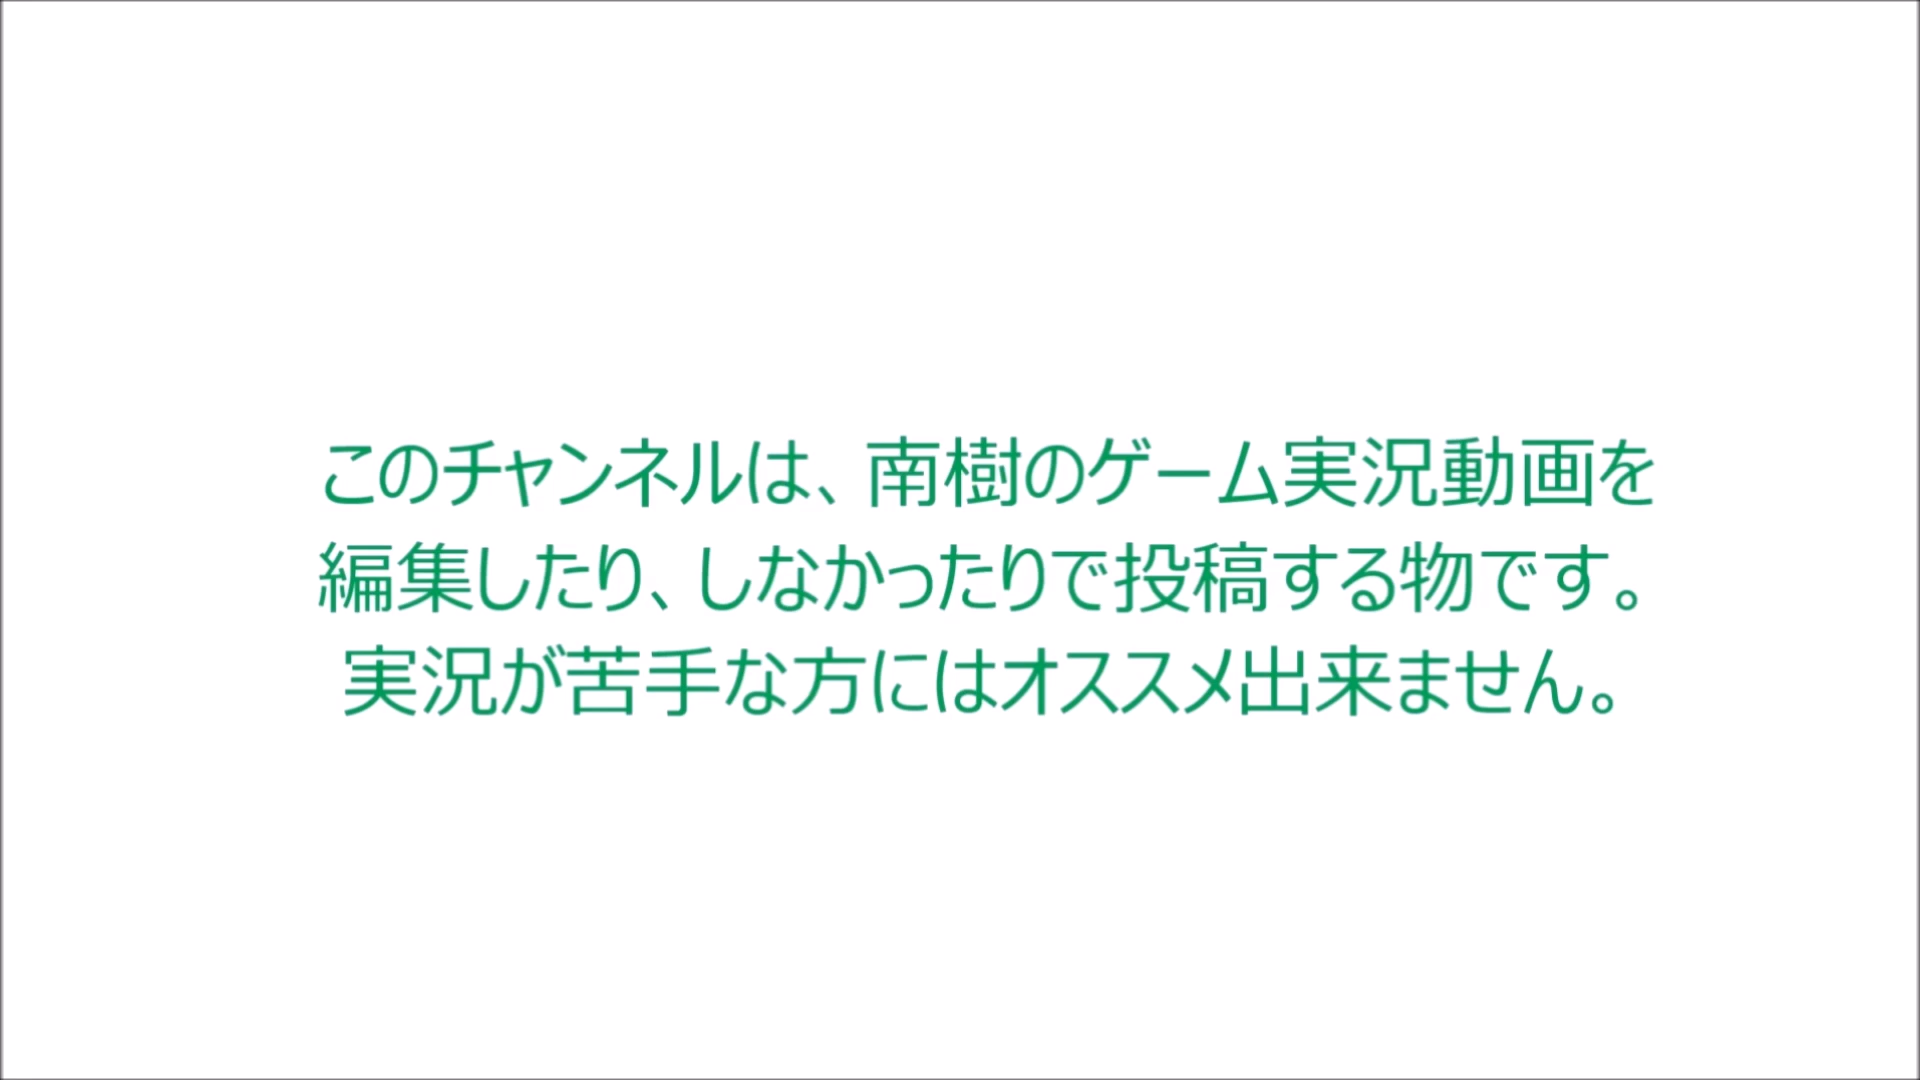 このチャンネルは、南樹のゲーム実況動画を
編集したり、しなかったりで投稿する物です。
実況が苦手な方にはオススメ出来ません。